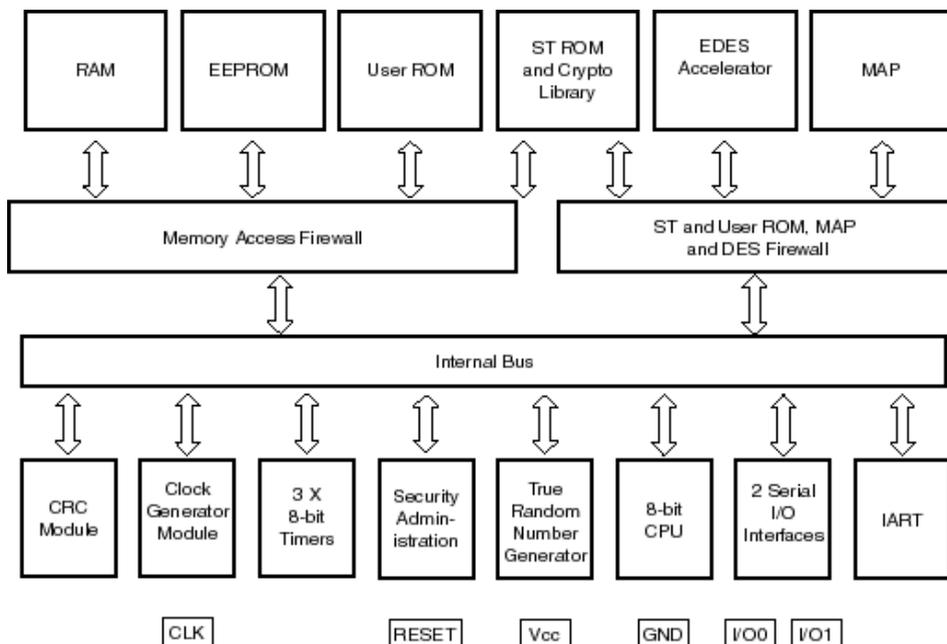 RAM
EEPROM
User ROM
ST ROM
and Crypto
Library
EDES
Accelerator
MAP
Memory Access Firewall
ST and User ROM, MAP
and DES Firewall
Internal Bus
CRC
Module
Clock
Generator
Module
3 X
8-bit
Timers
Security
Admin-
istration
True
Random
Number
Generator
8-bit
CPU
2 Serial
I/O
Interfaces
IART
CLK
RESET
Vcc
GND
I/O0
I/O1